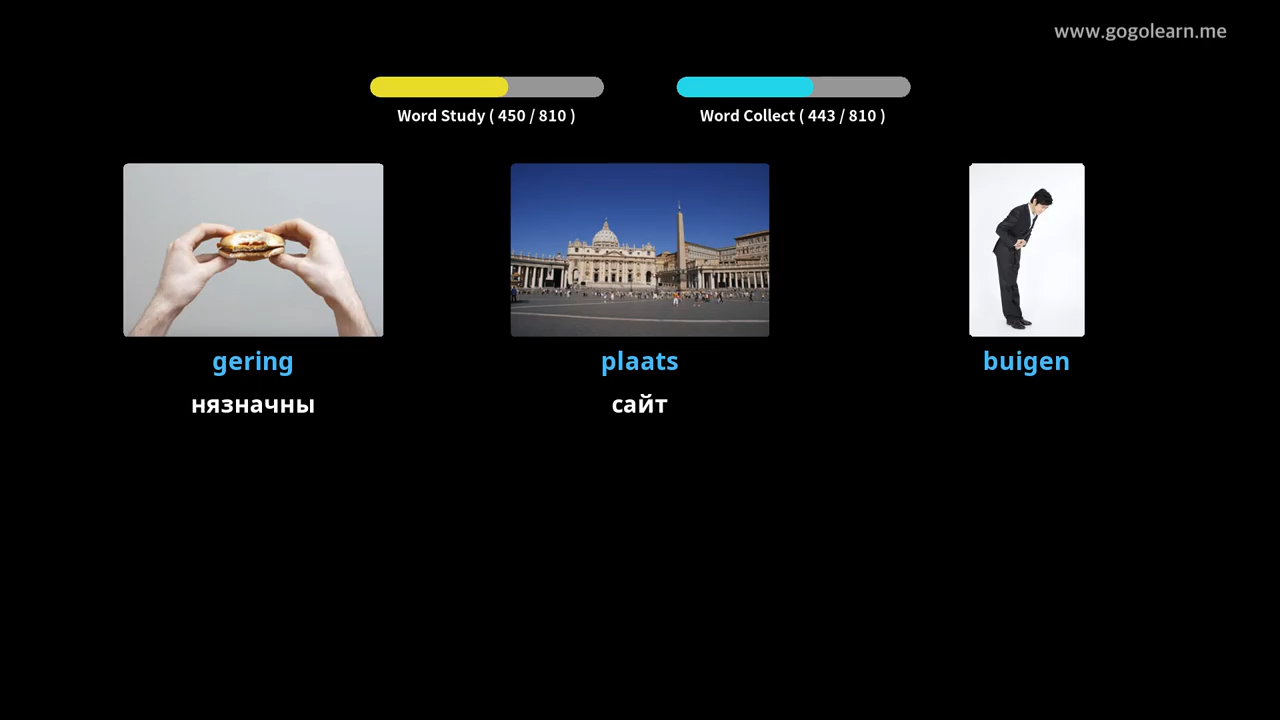 www.gogolearn.me
Word Study ( 450 / 810 )
Word Collect ( 443 / 810 )
gering
plaats
buigen
нязначны
сайт